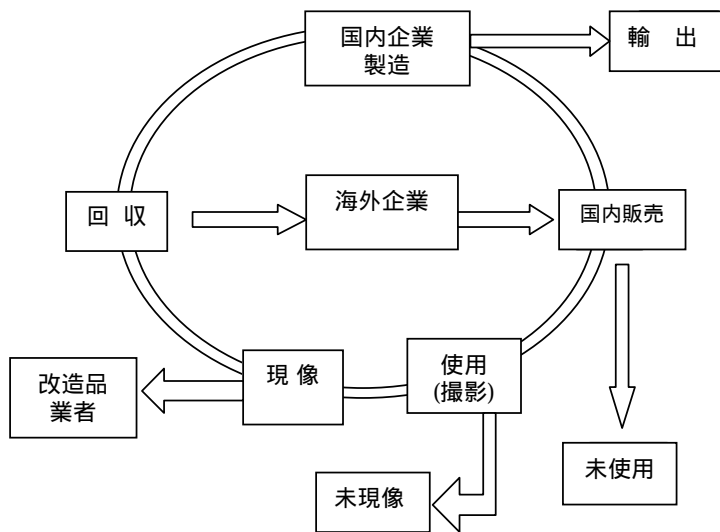 国内企業
製造
輸 出
回 収
海外企業
国内販売
改造品
業者
現 像
使用
(撮影)
未使用
未現像